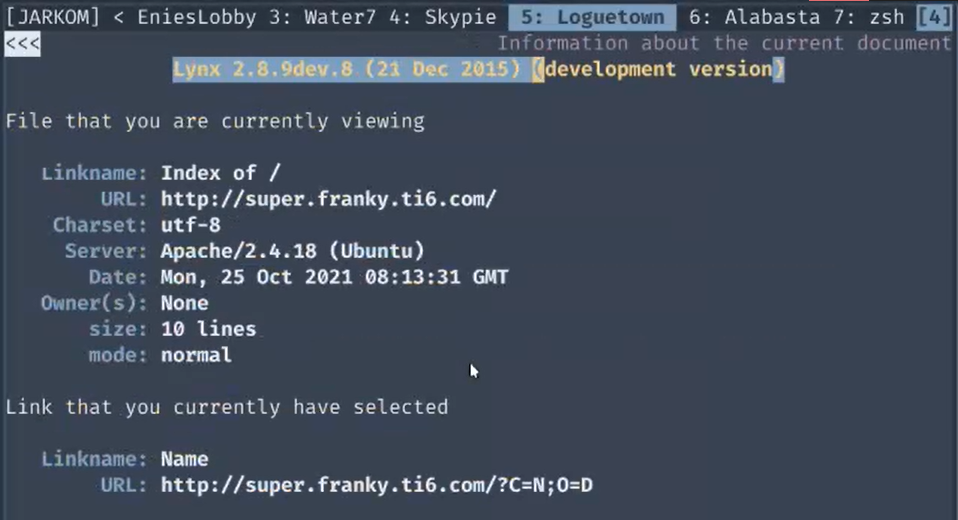 [JARKOM] < EniesLobby 3: Water7 4: Skypie 5: Loguetown 6: Alabasta 7: zsh [4]
<<< Information about the current document
Lynx 2.8.9dev.8 (21 Dec 2015) (development version)
File that you are currently viewing
Linkname: Index of /
URL: http://super.franky.ti6.com/
Charset: utf-8
Server: Apache/2.4.18 (Ubuntu)
Date: Mon, 25 Oct 2021 08:13:31 GMT
Owner(s): None
size: 10 lines
mode: normal
Link that you currently have selected
Linkname: Name
URL: http://super.franky.ti6.com/?C=N;O=D